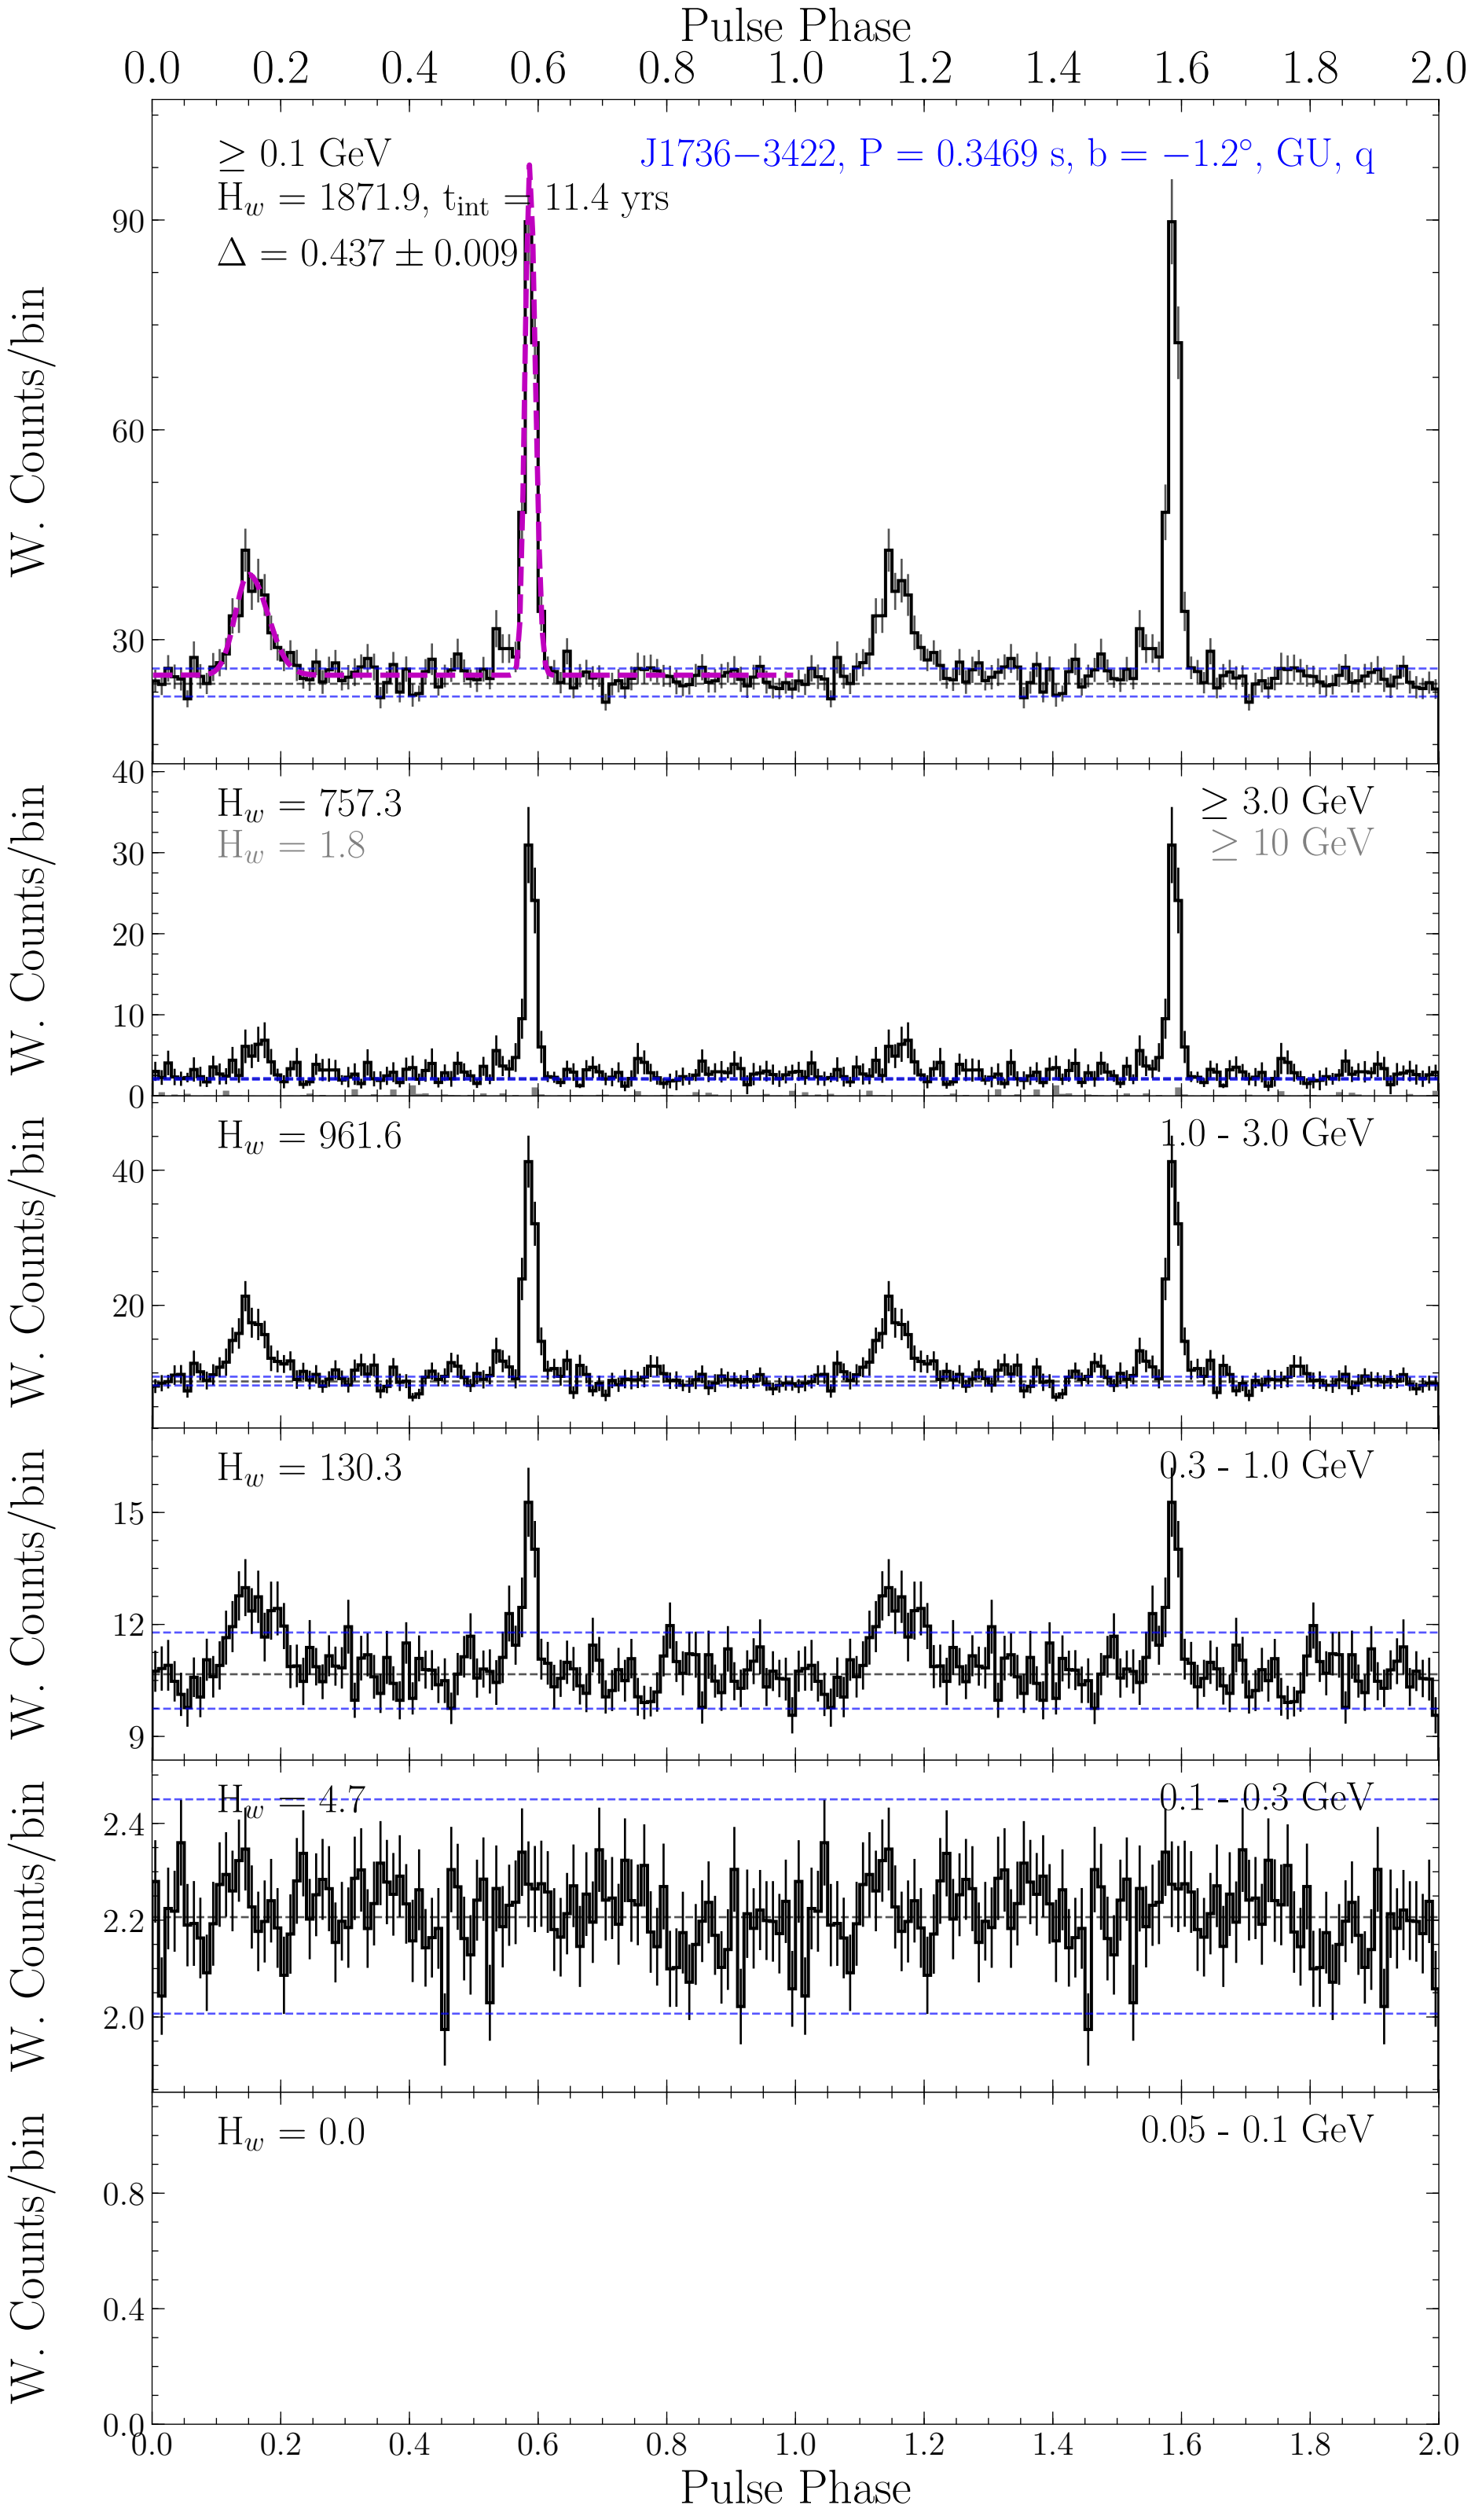 Pulse Phase
0.0 0.2 0.4 0.6 0.8 1.0 1.2 1.4 1.6 1.8 2.0
≥ 0.1 GeV
J1736−3422, P = 0.3469 s, b = −1.2°, GU, q
H_w = 1871.9, t_int = 11.4 yrs
Δ = 0.437 ± 0.009
90
60
30
W. Counts/bin
H_w = 757.3
≥ 3.0 GeV
H_w = 1.8
≥ 10 GeV
40
30
20
10
0
W. Counts/bin
H_w = 961.6
1.0 - 3.0 GeV
40
20
W. Counts/bin
H_w = 130.3
0.3 - 1.0 GeV
15
12
9
W. Counts/bin
H_w = 4.7
0.1 - 0.3 GeV
2.4
2.2
2.0
W. Counts/bin
H_w = 0.0
0.05 - 0.1 GeV
0.8
0.4
0.0
W. Counts/bin
0.0 0.2 0.4 0.6 0.8 1.0 1.2 1.4 1.6 1.8 2.0
Pulse Phase